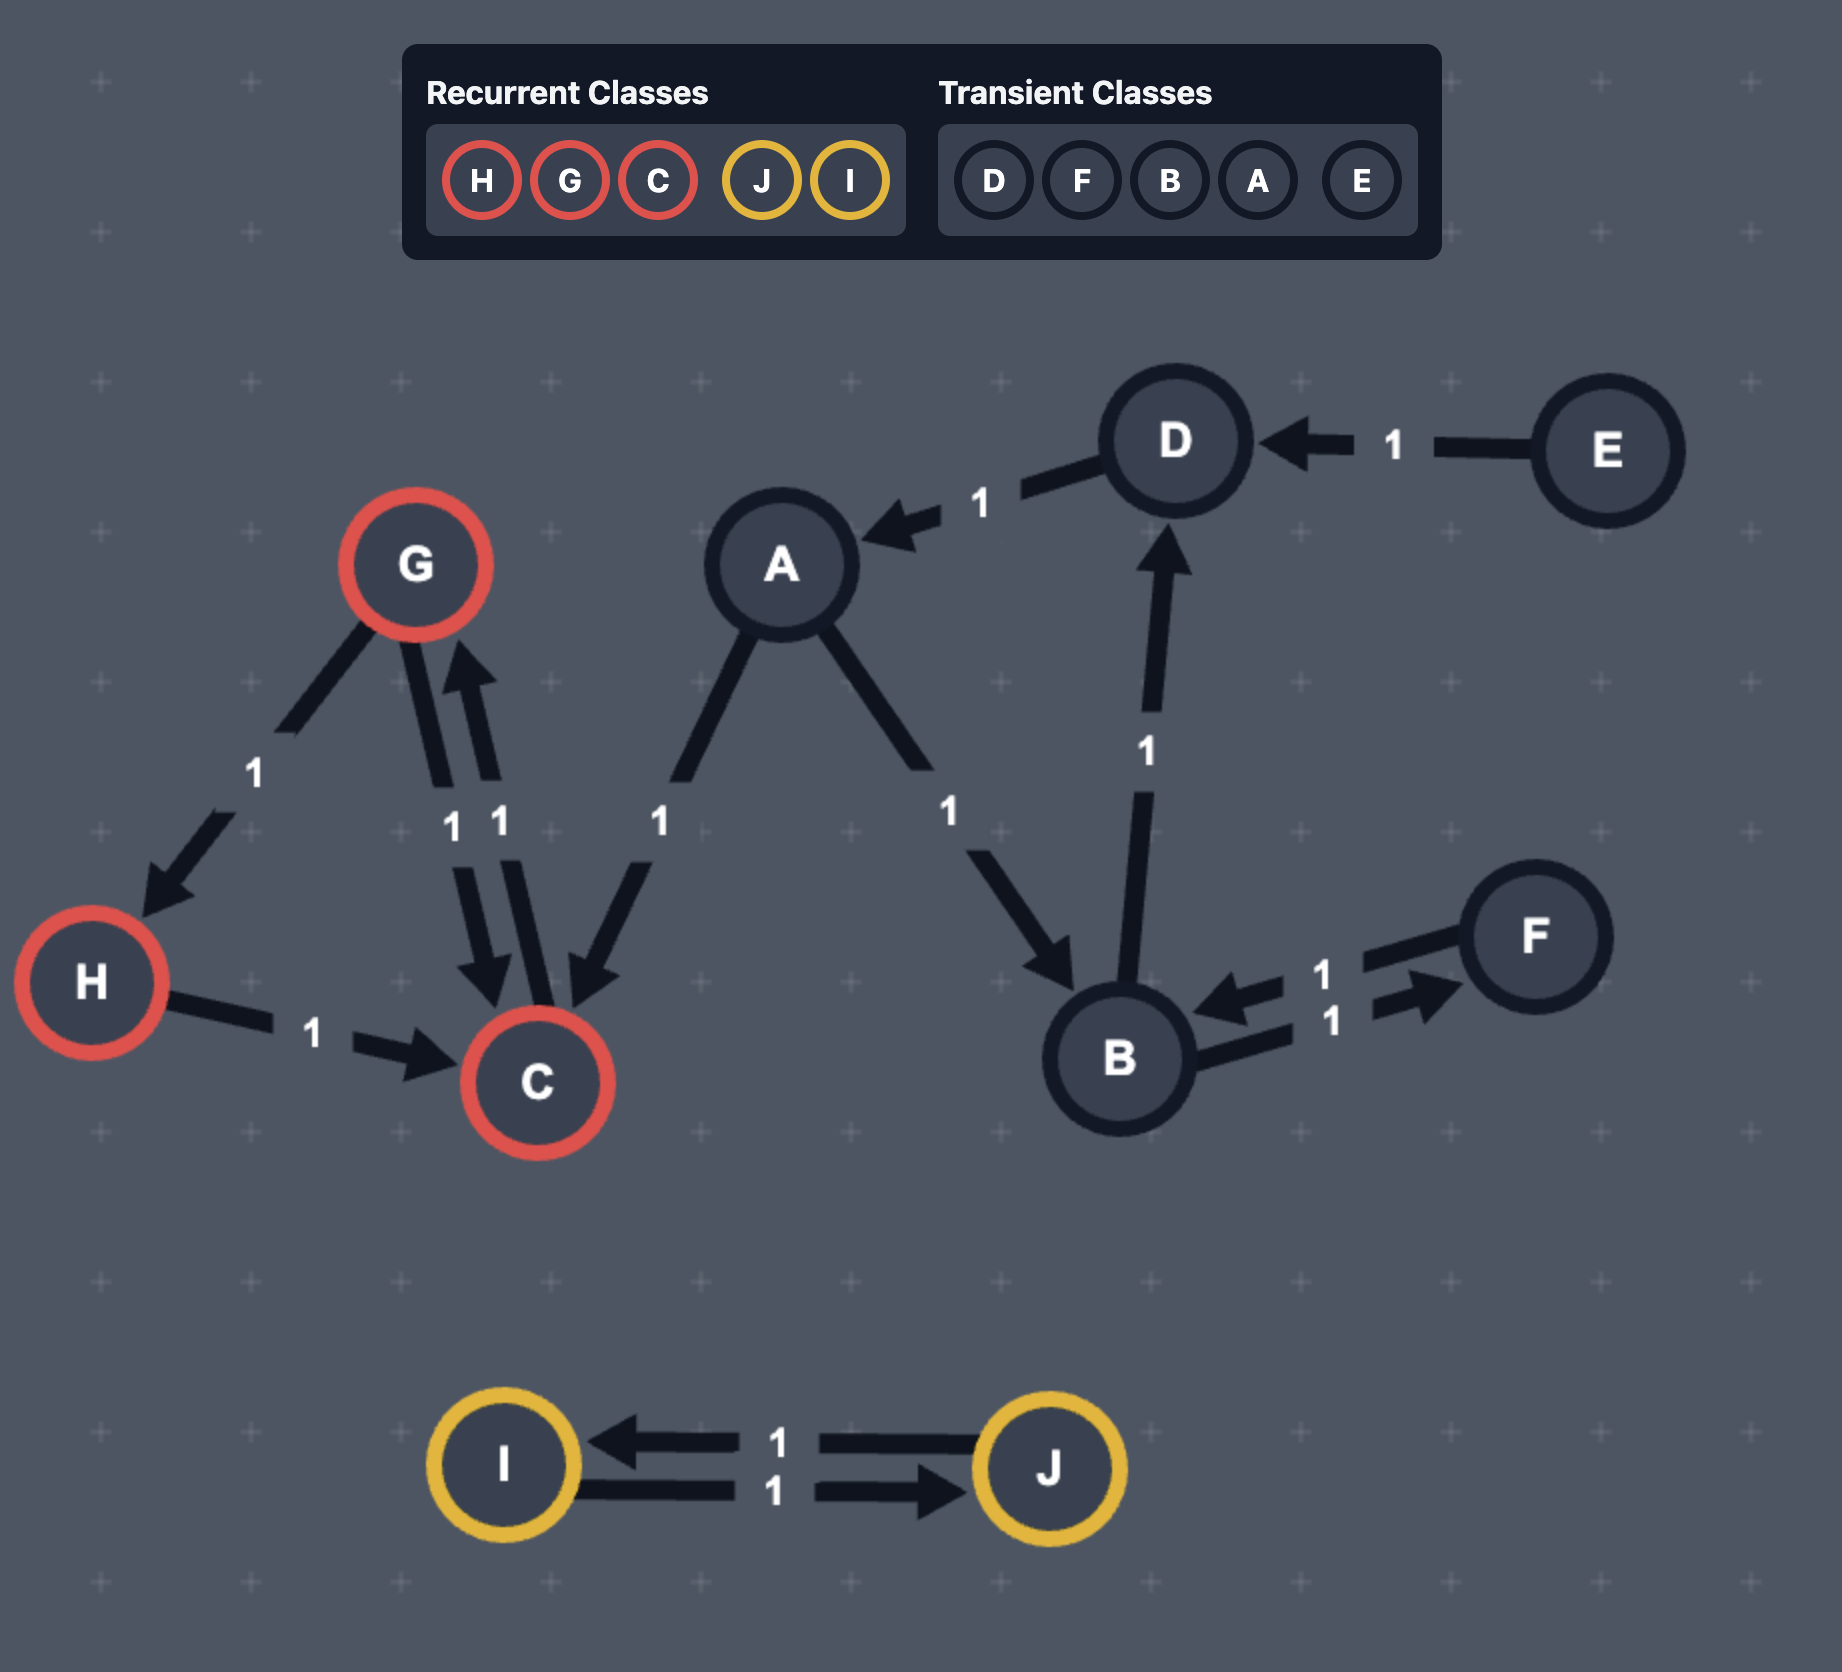 Recurrent Classes
Transient Classes
H G C J I
D F B A E
D
1
E
1
G
A
1
1
1
1
1
1
F
1
H
1
1
B
C
1
I
1
J
1